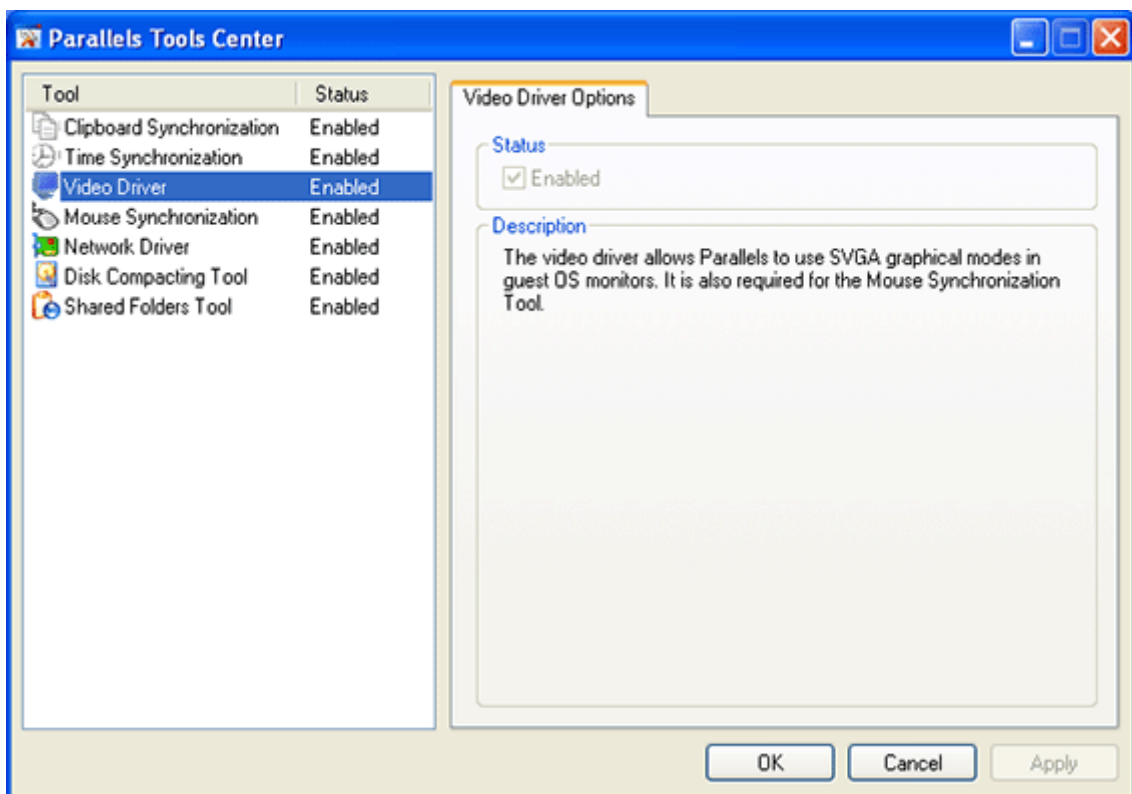 Parallels Tools Center
Tool Status
Clipboard Synchronization Enabled
Time Synchronization Enabled
Video Driver Enabled
Mouse Synchronization Enabled
Network Driver Enabled
Disk Compacting Tool Enabled
Shared Folders Tool Enabled
Video Driver Options
Status
Enabled
Description
The video driver allows Parallels to use SVGA graphical modes in
guest OS monitors. It is also required for the Mouse Synchronization
Tool.
OK Cancel Apply